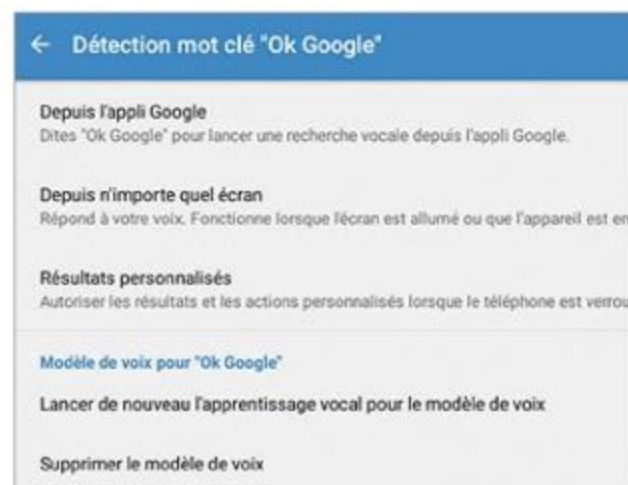 Détection mot clé "Ok Google"
Depuis l'appli Google
Dites "Ok Google" pour lancer une recherche vocale depuis l'appli Google.
Depuis n'importe quel écran
Répond à votre voix. Fonctionne lorsque l'écran est allumé ou que l'appareil est en
Résultats personnalisés
Autoriser les résultats et les actions personnalisés lorsque le téléphone est verrou
Modèle de voix pour "Ok Google"
Lancer de nouveau l'apprentissage vocal pour le modèle de voix
Supprimer le modèle de voix